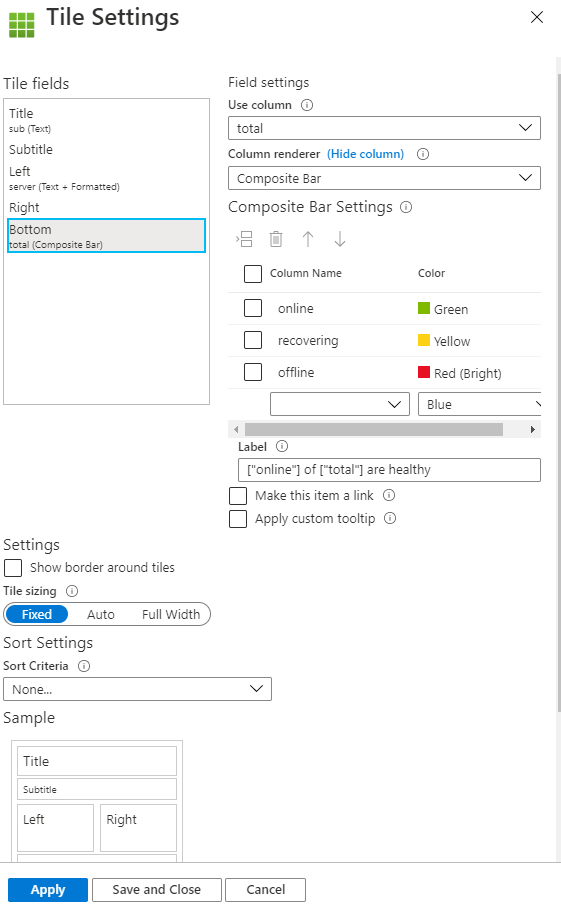 Tile Settings
Tile fields
Title
sub (Text)
Subtitle
Left
server (Text + Formatted)
Right
Bottom
total (Composite Bar)
Field settings
Use column
total
Column renderer (Hide column)
Composite Bar
Composite Bar Settings
Column Name Color
online Green
recovering Yellow
offline Red (Bright)
Blue
Label
["online"] of ["total"] are healthy
Make this item a link
Apply custom tooltip
Settings
Show border around tiles
Tile sizing
Fixed Auto Full Width
Sort Settings
Sort Criteria
None...
Sample
Title
Subtitle
Left Right
Apply Save and Close Cancel